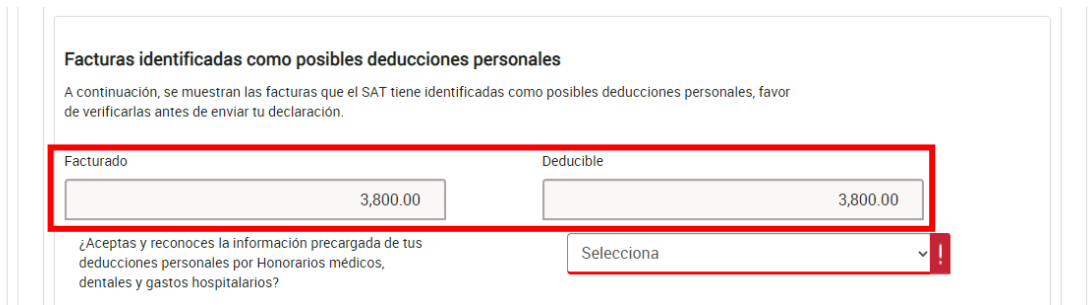 Facturas identificadas como posibles deducciones personales
A continuación, se muestran las facturas que el SAT tiene identificadas como posibles deducciones personales, favor
de verificarlas antes de enviar tu declaración.
Facturado Deducible
3,800.00 3,800.00
¿Aceptas y reconoces la información precargada de tus
deducciones personales por Honorarios médicos,
dentales y gastos hospitalarios?
Selecciona !